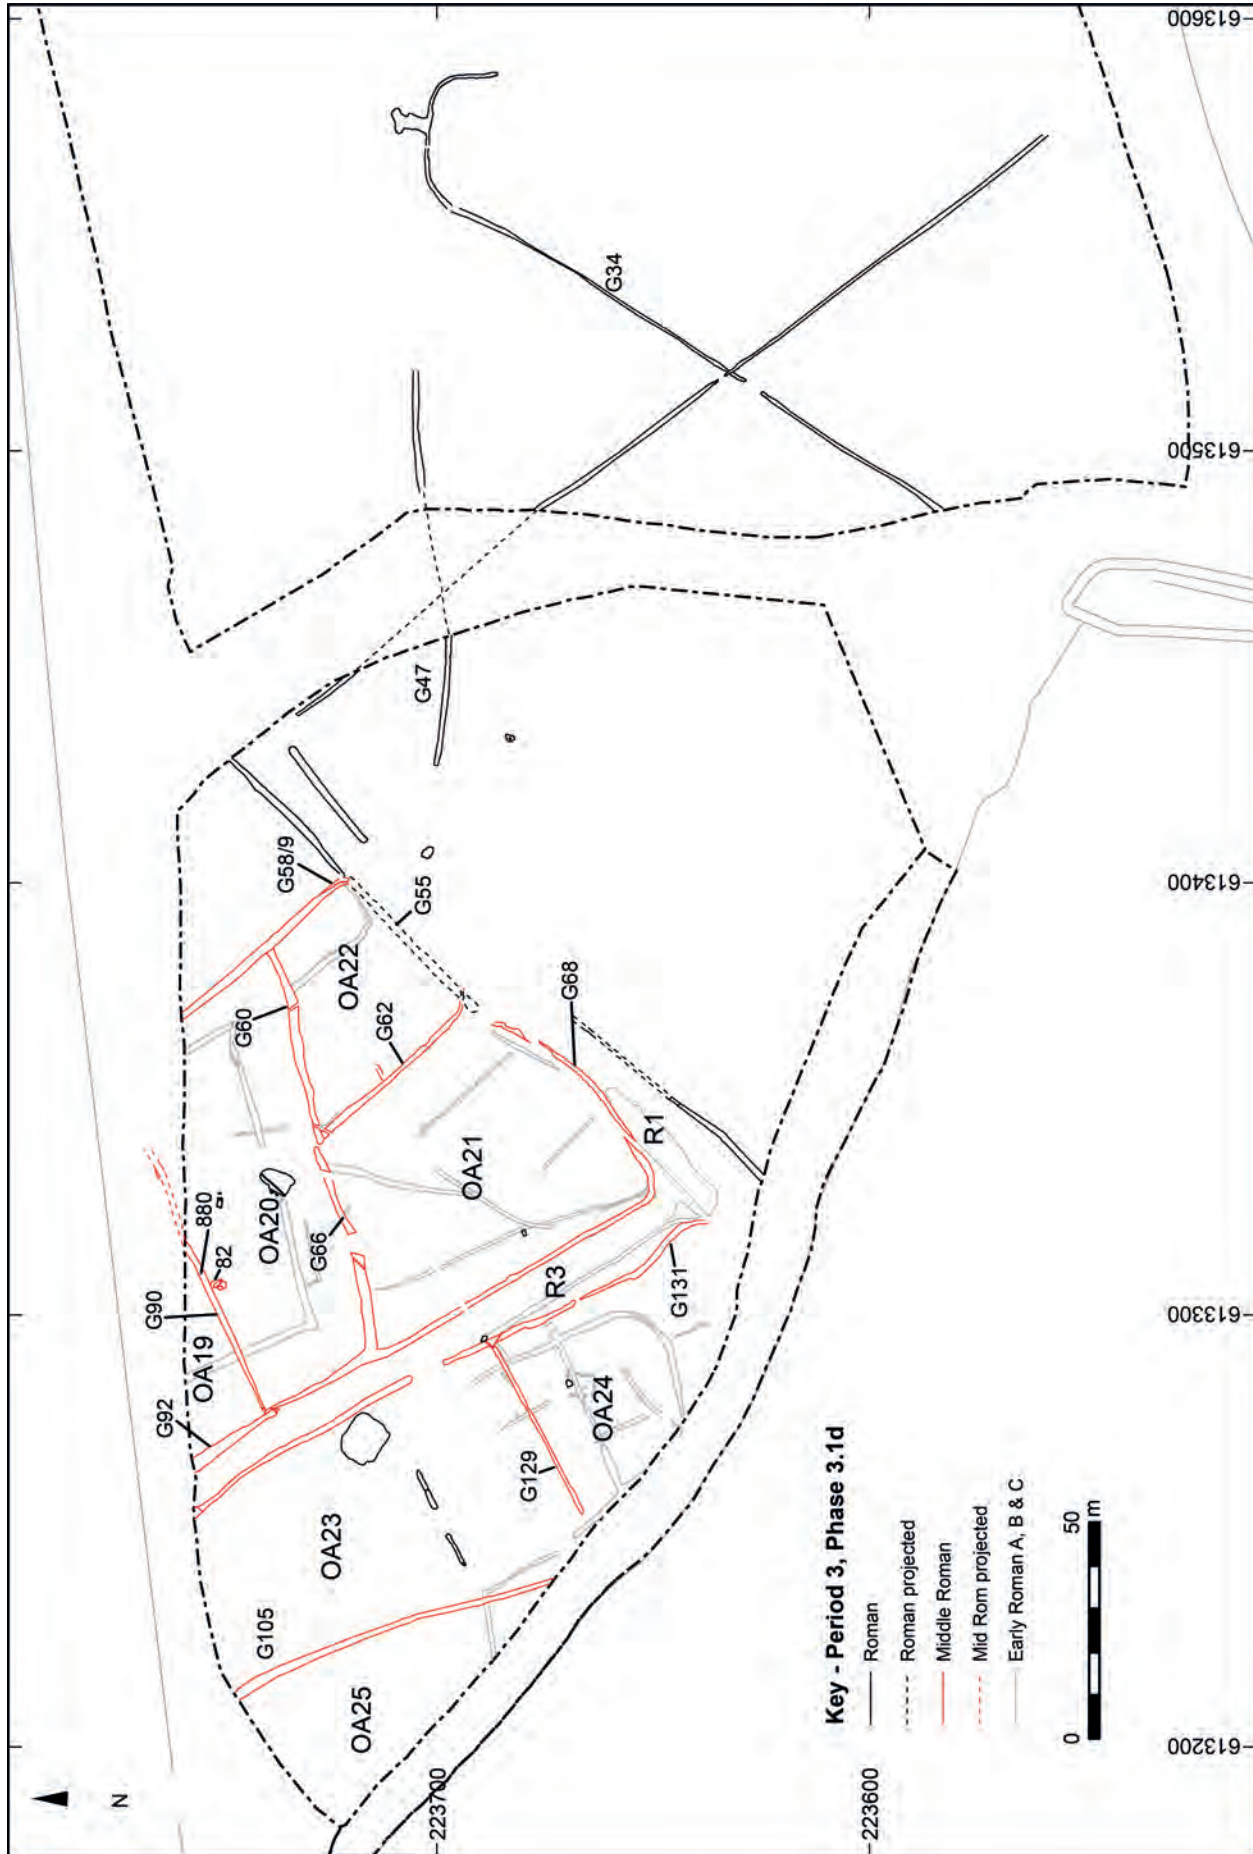 N
G92
OA19
G90
880
82
OA20
G60
G58/9
OA22
G55
G62
G66
G105
OA23
OA25
OA21
R3
G68
R1
G131
G129
OA24
G47
G34
223700
223600
613200
613300
613400
613500
613600
Key - Period 3, Phase 3.1d
Roman
Roman projected
Middle Roman
Mid Rom projected
Early Roman A, B & C
0 50
m